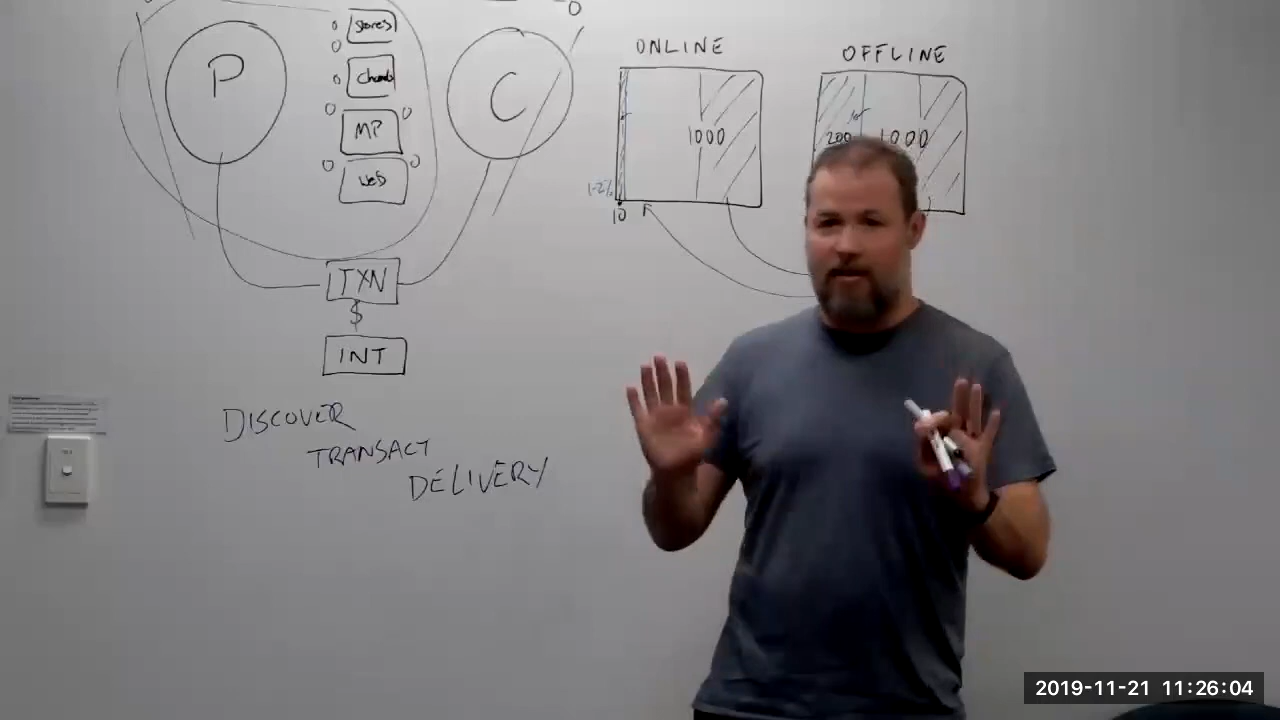 P
Stores
MP
Web
C
TXN
$
INT
DISCOVER
TRANSACT
DELIVERY
ONLINE
1000
1-2%
10
OFFLINE
200
1000
2019-11-21 11:26:04